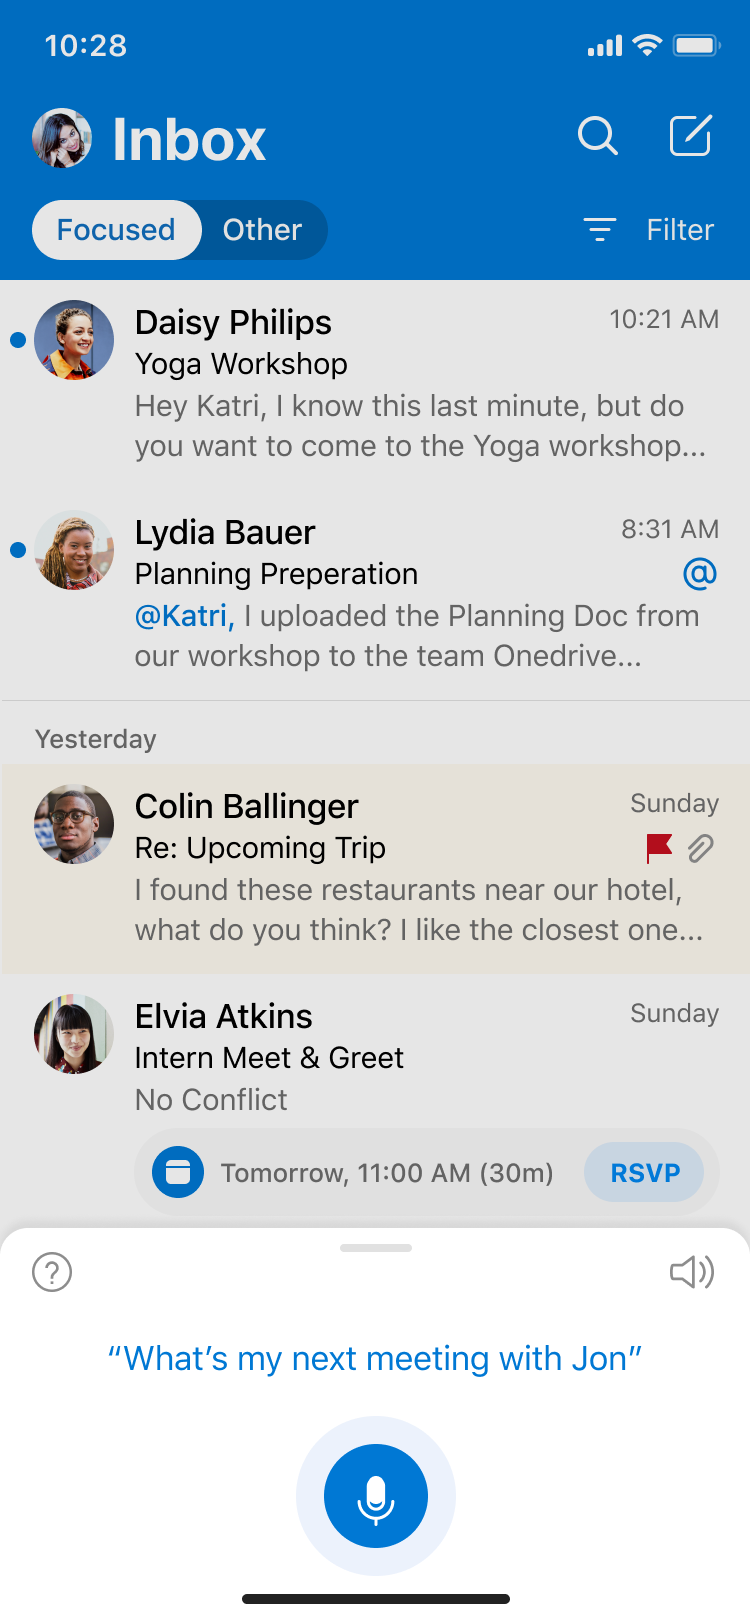 10:28
Inbox
Focused Other Filter
Daisy Philips 10:21 AM
Yoga Workshop
Hey Katri, I know this last minute, but do
you want to come to the Yoga workshop...
Lydia Bauer 8:31 AM
Planning Preperation @
@Katri, I uploaded the Planning Doc from
our workshop to the team Onedrive...
Yesterday
Colin Ballinger Sunday
Re: Upcoming Trip
I found these restaurants near our hotel,
what do you think? I like the closest one...
Elvia Atkins Sunday
Intern Meet & Greet
No Conflict
Tomorrow, 11:00 AM (30m) RSVP
?
“What’s my next meeting with Jon”